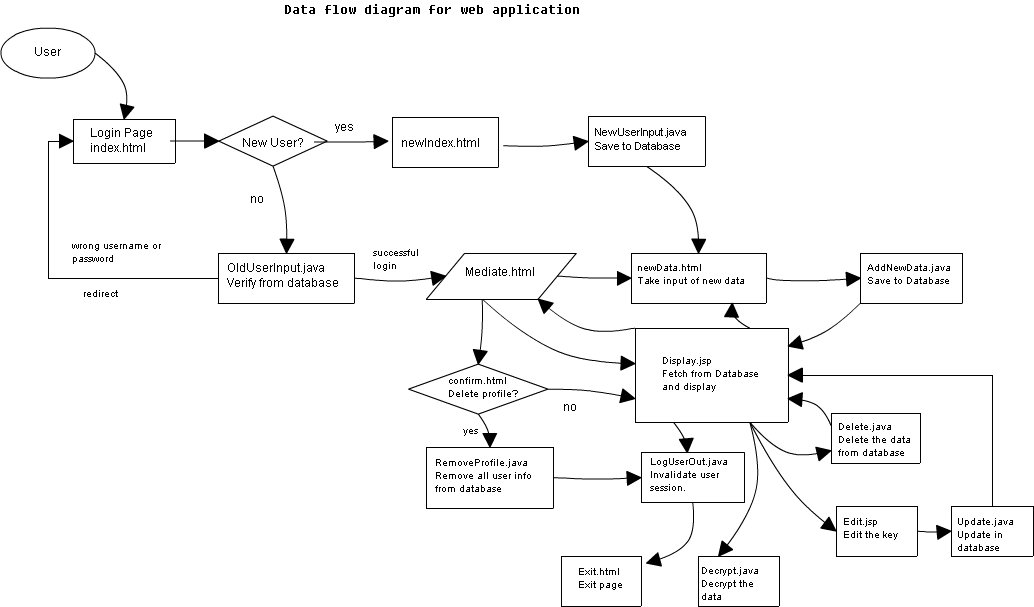 Data flow diagram for web application
User
Login Page
index.html
New User?
yes
newIndex.html
NewUserInput.java
Save to Database
no
wrong username or
password
redirect
OldUserInput.java
Verify from database
successful
login
Mediate.html
newData.html
Take input of new data
AddNewData.java
Save to Database
confirm.html
Delete profile?
no
yes
Display.jsp
Fetch from Database
and display
Delete.java
Delete the data
from database
RemoveProfile.java
Remove all user info
from database
LogUserOut.java
Invalidate user
session.
Edit.jsp
Edit the key
Update.java
Update in
database
Exit.html
Exit page
Decrypt.java
Decrypt the
data